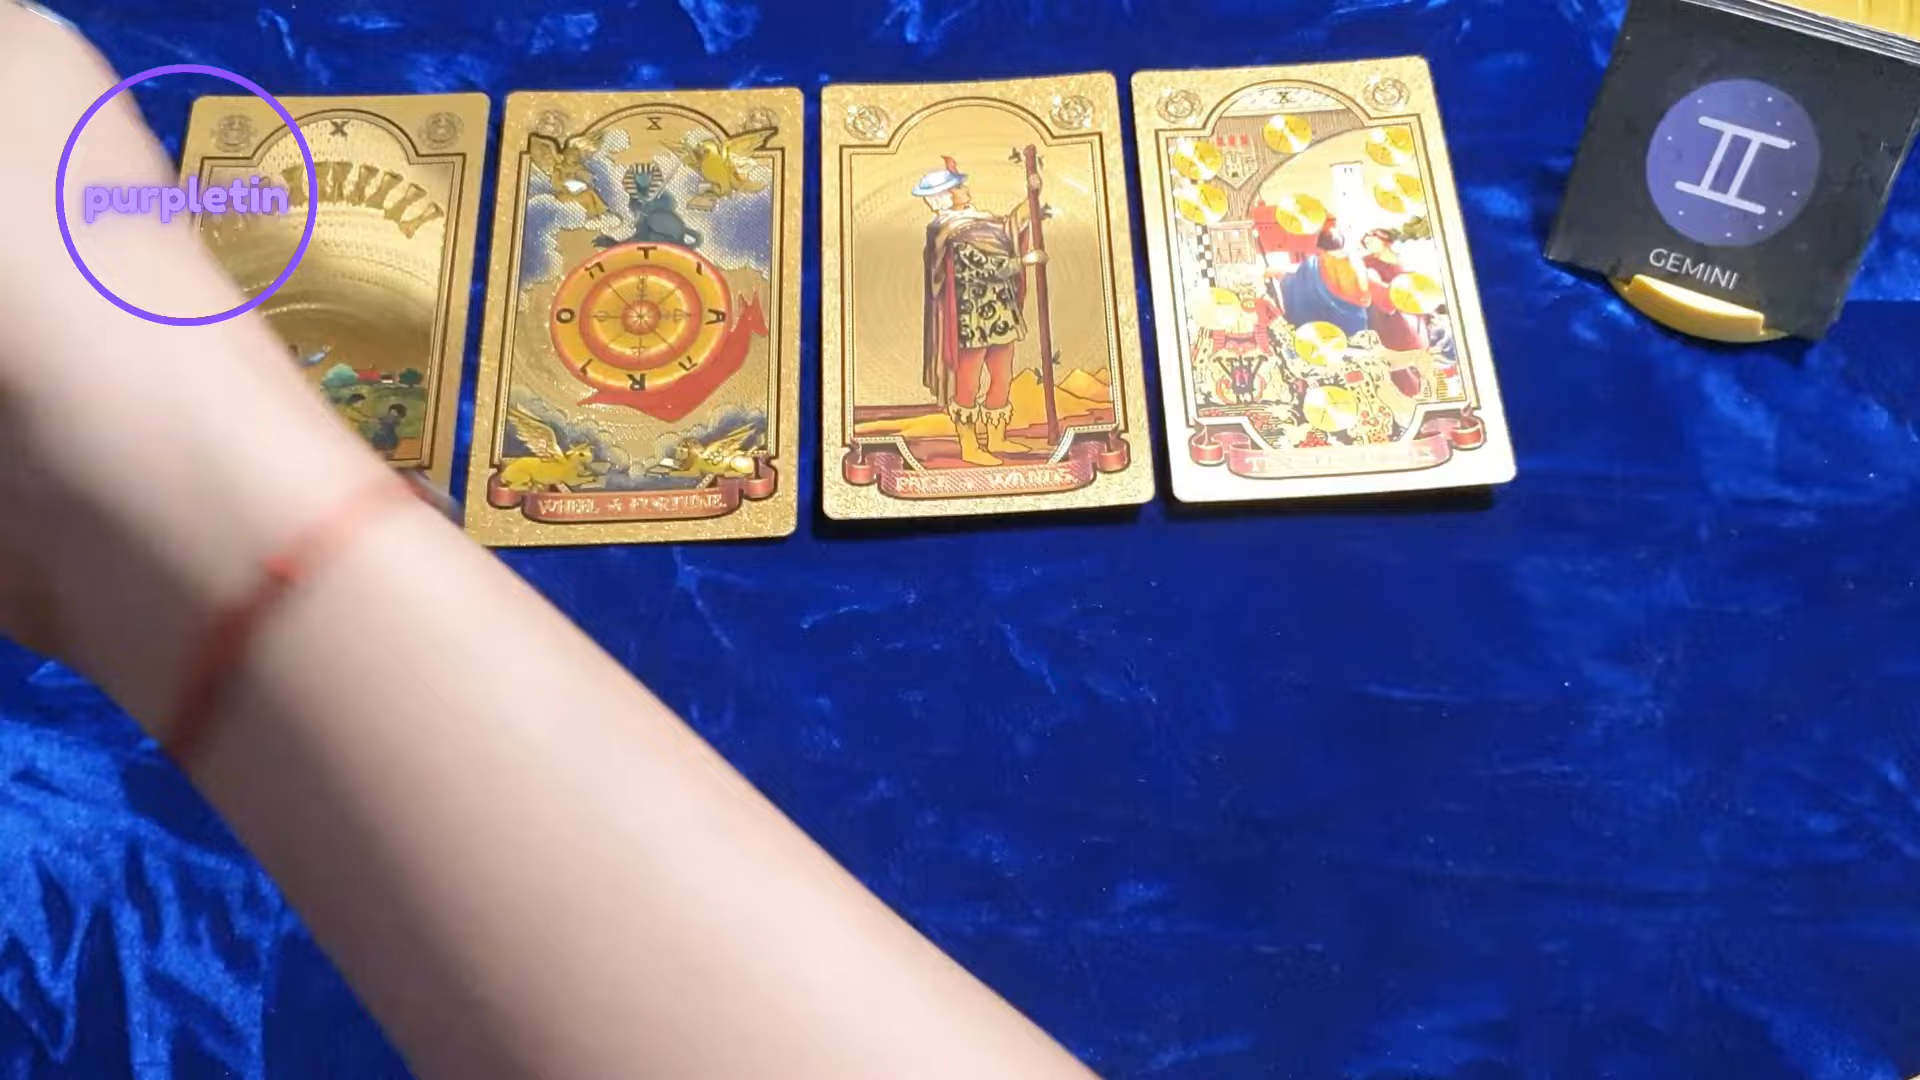 purpletin
X
X
X
T
A
R
O
WHEEL of FORTUNE.
PAGE of WANDS.
GEMINI